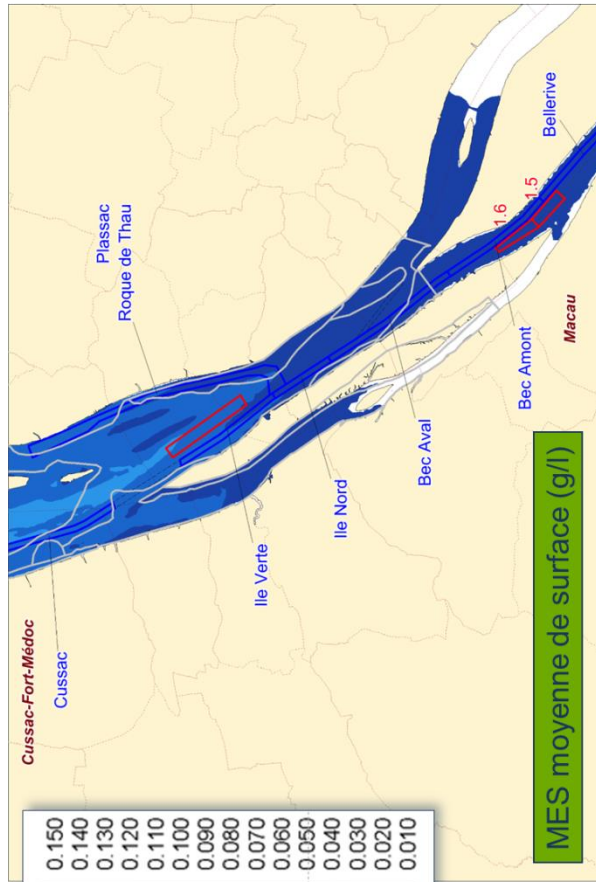 Cussac-Fort-Médoc
Cussac
Plassac
Roque de Thau
Ile Verte
Ile Nord
Bec Aval
Bec Amont
1.6
1.5
Bellerive
Macau
0.150
0.140
0.130
0.120
0.110
0.100
0.090
0.080
0.070
0.060
0.050
0.040
0.030
0.020
0.010
MES moyenne de surface (g/l)